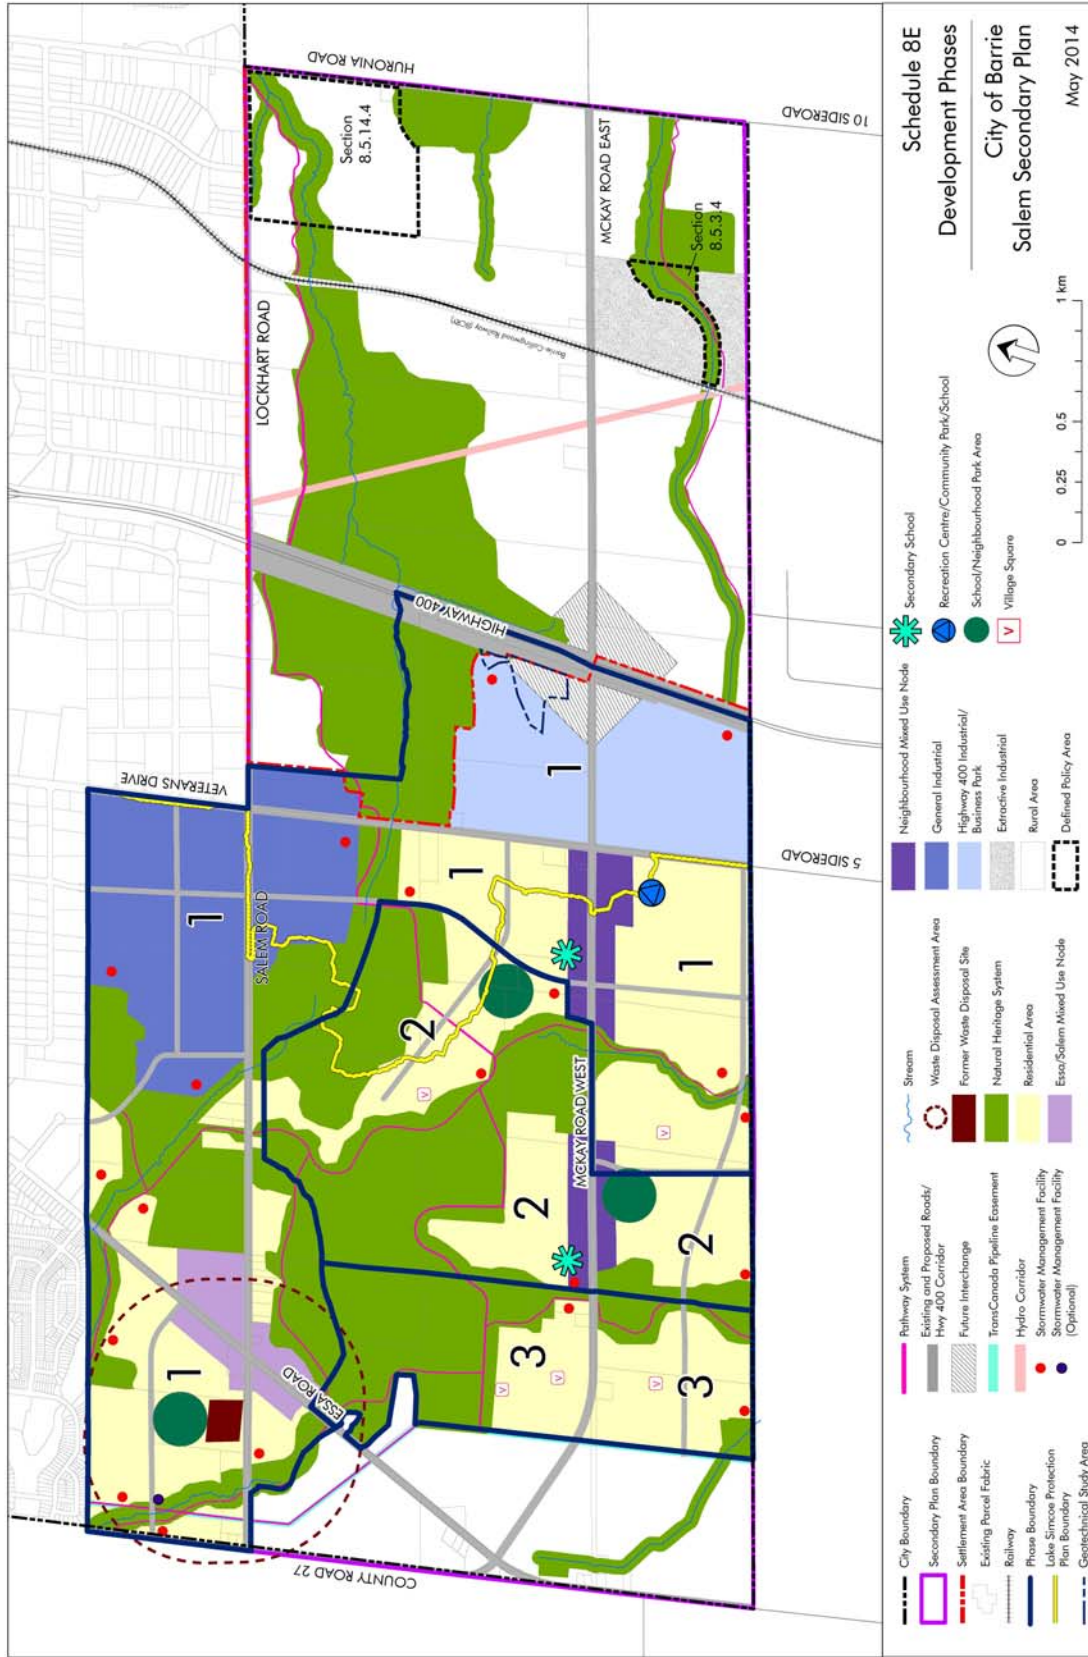 HURONIA ROAD
Section
8.5.14.4
10 SIDEROAD
LOCKHART ROAD
MCKAY ROAD EAST
Section
8.5.3.4
Barrie-Collingwood Railway (BCRY)
HIGHWAY 400
VETERANS DRIVE
1
5 SIDEROAD
SALEM ROAD
1
1
1
2
V
MCKAY ROAD WEST
V
2
2
1
3
V
V
V
3
ESSA ROAD
COUNTY ROAD 27
City Boundary
Secondary Plan Boundary
Settlement Area Boundary
Existing Parcel Fabric
Railway
Phase Boundary
Lake Simcoe Protection
Plan Boundary
Geotechnical Study Area
Pathway System
Existing and Proposed Roads/
Hwy 400 Corridor
Future Interchange
TransCanada Pipeline Easement
Hydro Corridor
Stormwater Management Facility
Stormwater Management Facility
(Optional)
Stream
Waste Disposal Assessment Area
Former Waste Disposal Site
Natural Heritage System
Residential Area
Essa/Salem Mixed Use Node
Neighbourhood Mixed Use Node
General Industrial
Highway 400 Industrial/
Business Park
Extractive Industrial
Rural Area
Defined Policy Area
Secondary School
Recreation Centre/Community Park/School
School/Neighbourhood Park Area
V Village Square
0 0.25 0.5 1 km
Schedule 8E
Development Phases
City of Barrie
Salem Secondary Plan
May 2014